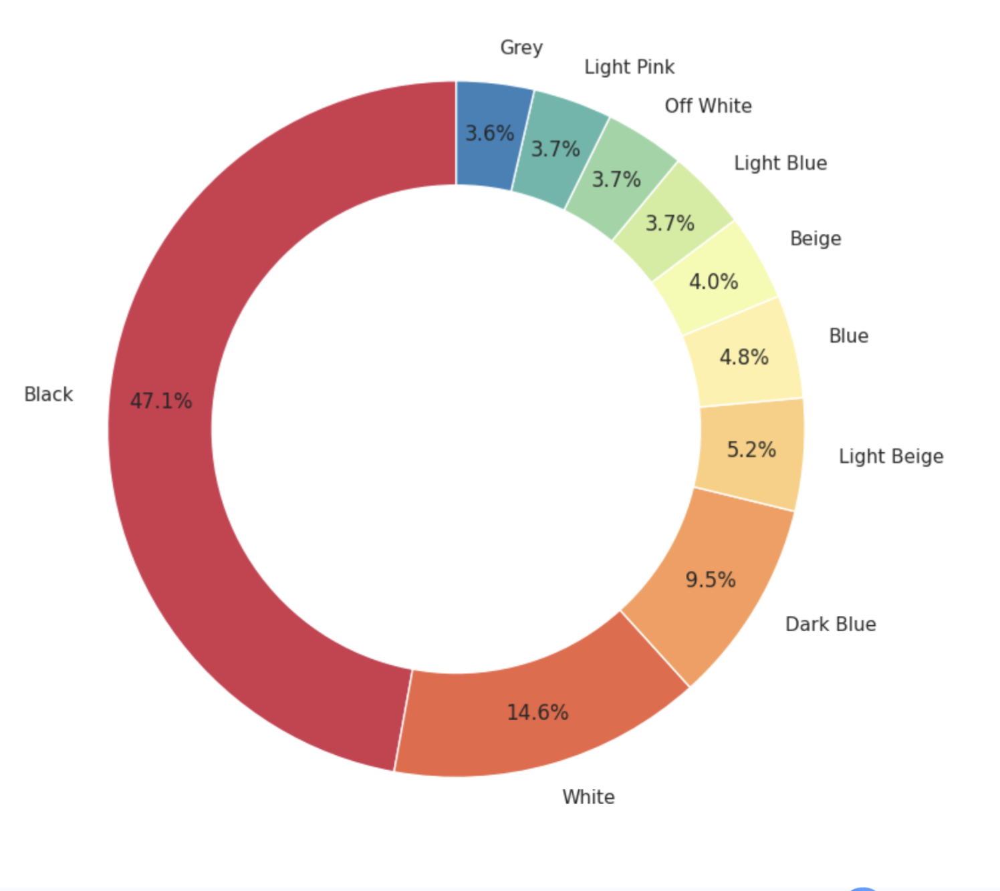 Grey
Light Pink
Off White
Light Blue
Beige
Blue
Light Beige
Dark Blue
White
Black
3.6%
3.7%
3.7%
3.7%
4.0%
4.8%
5.2%
9.5%
14.6%
47.1%